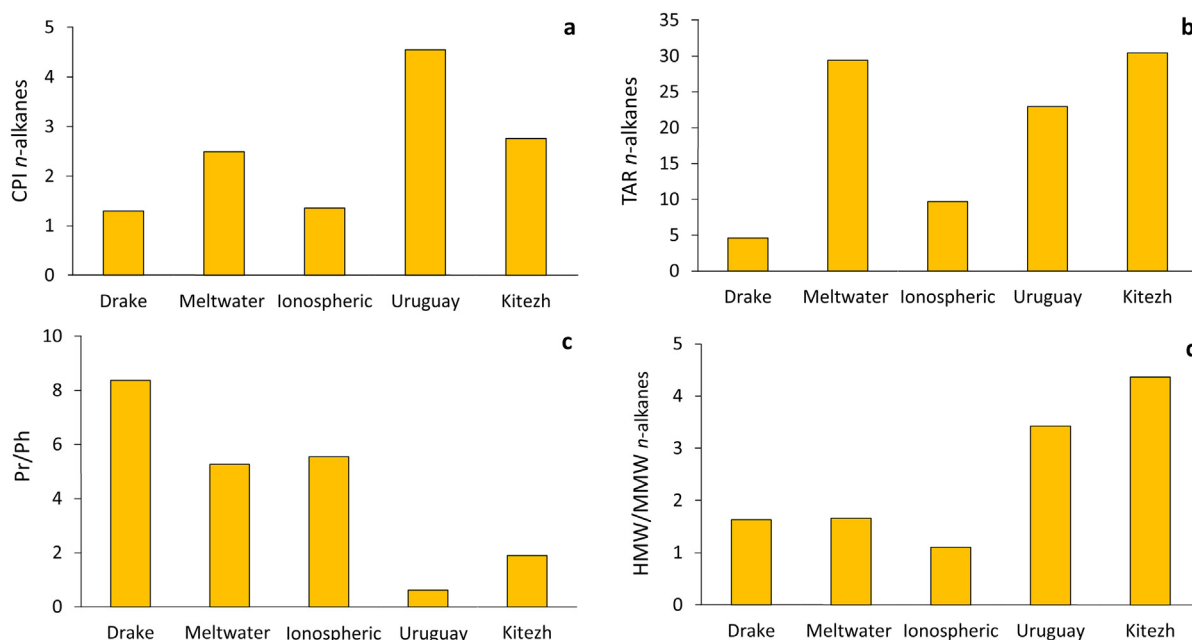 a
CPI n-alkanes
5
4
3
2
1
0
Drake Meltwater Ionospheric Uruguay Kitezh
b
TAR n-alkanes
35
30
25
20
15
10
5
0
Drake Meltwater Ionospheric Uruguay Kitezh
c
Pr/Ph
10
8
6
4
2
0
Drake Meltwater Ionospheric Uruguay Kitezh
HMW/MMW n-alkanes
5
4
3
2
1
0
Drake Meltwater Ionospheric Uruguay Kitezh